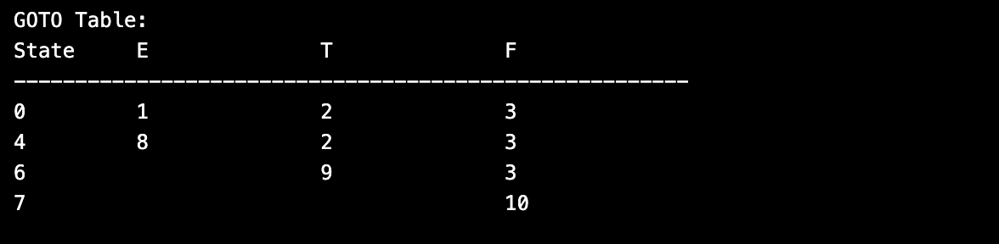 GOTO Table:
State     E              T              F
-------------------------------------------------------
0         1              2              3
4         8              2              3
6                        9              3
7                                       10